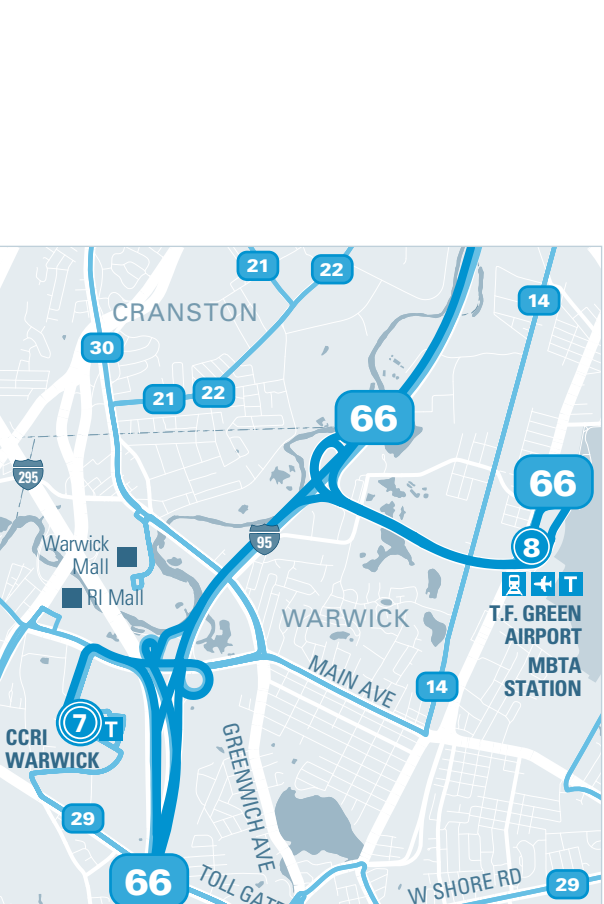 21
22
14
CRANSTON
30
21
22
66
66
295
95
8
Warwick
Mall
T
RI Mall
T.F. GREEN
AIRPORT
MBTA
STATION
WARWICK
MAIN AVE
14
7
T
CCRI
WARWICK
GREENWICH AVE
29
66
TOLL GATE
W SHORE RD
29